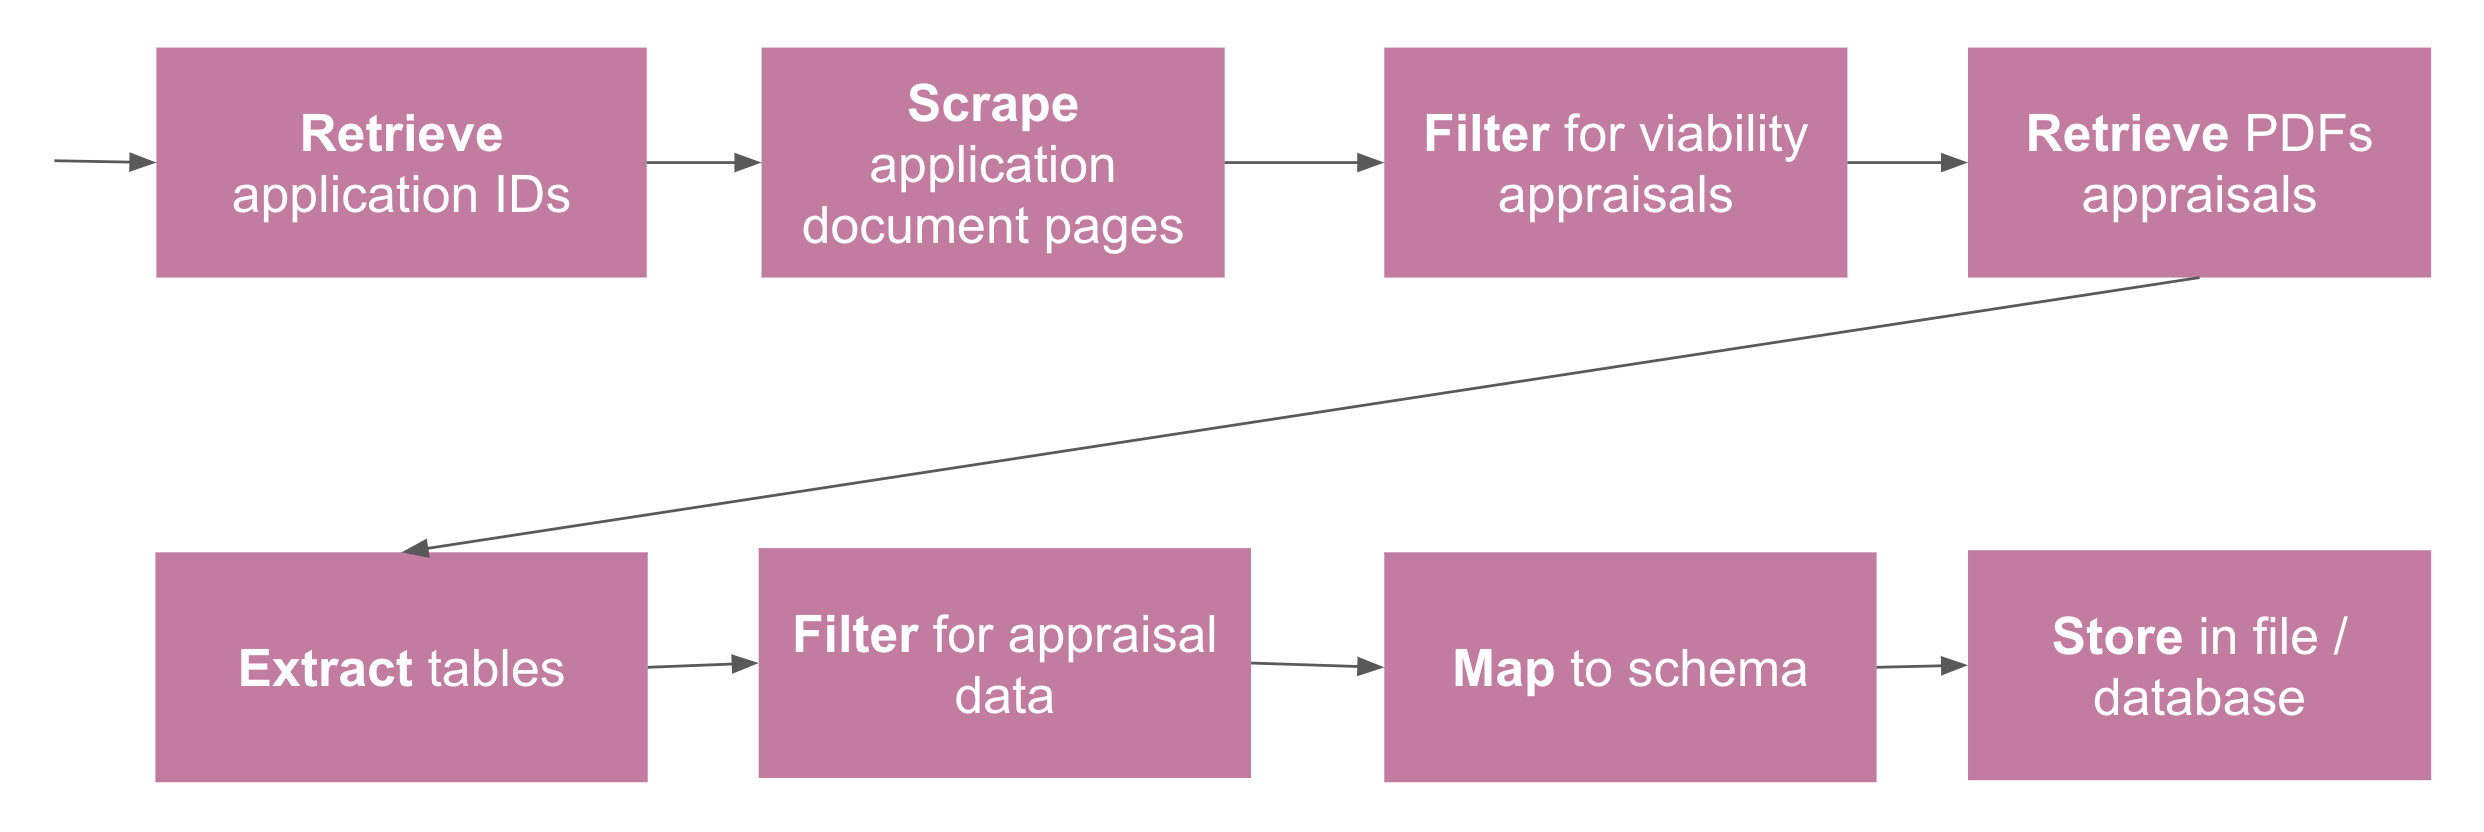 Retrieve
application IDs
Scrape
application
document pages
Filter for viability
appraisals
Retrieve PDFs
appraisals
Extract tables
Filter for appraisal
data
Map to schema
Store in file /
database